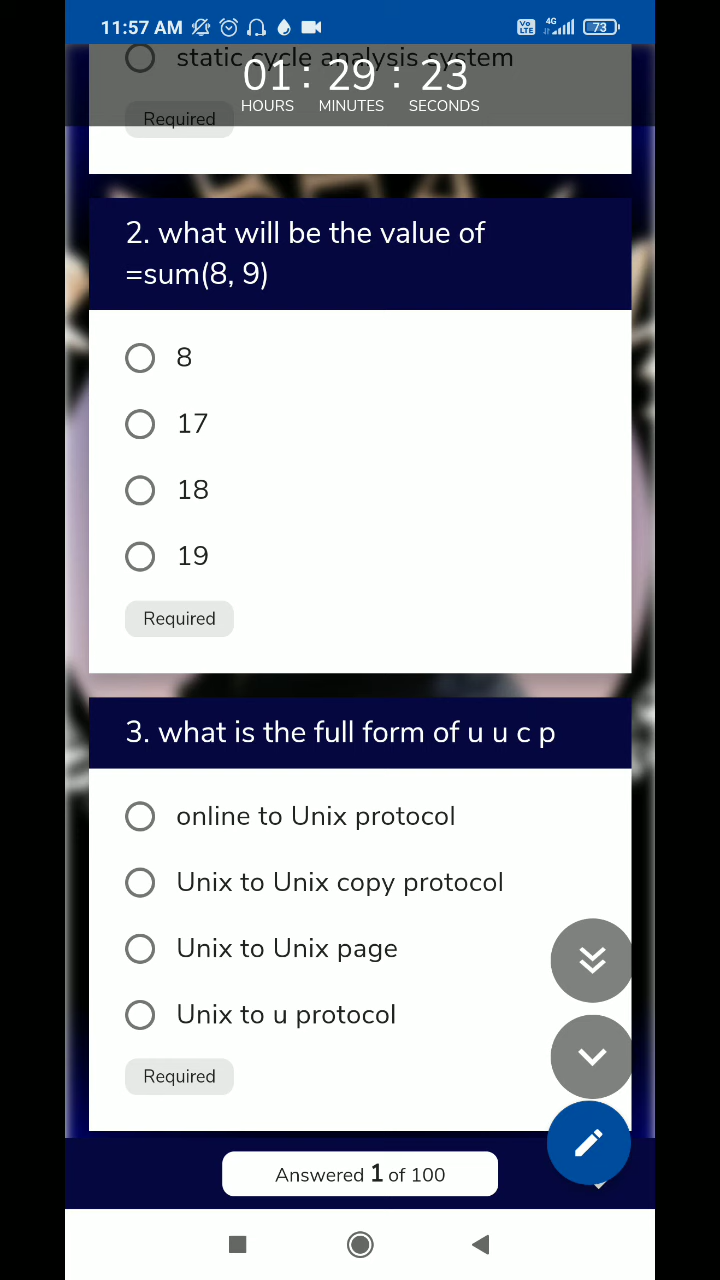 11:57 AM
Vo LTE 4G 73
static cycle analysis system
01 : 29 : 23
HOURS MINUTES SECONDS
Required
2. what will be the value of
=sum(8, 9)
8
17
18
19
Required
3. what is the full form of u u c p
online to Unix protocol
Unix to Unix copy protocol
Unix to Unix page
Unix to u protocol
Required
Answered 1 of 100